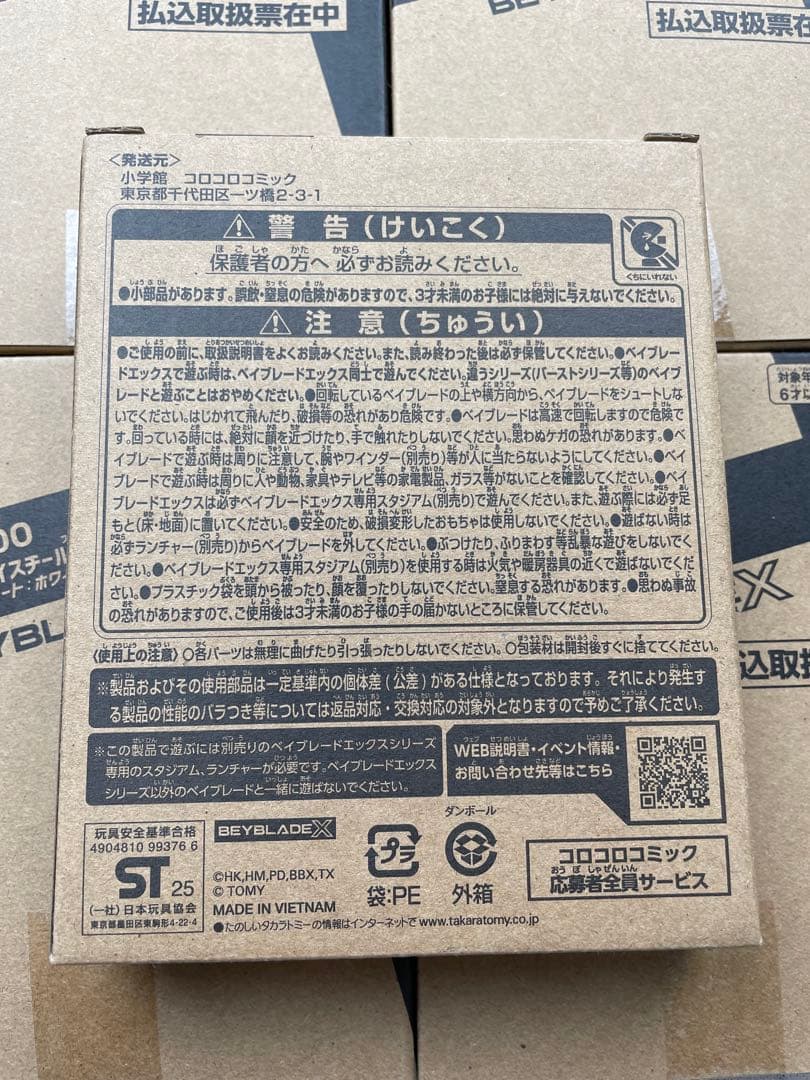 払込取扱票在中
払込取扱票在
〈発送元〉
小学館 コロコロコミック
東京都千代田区一ツ橋2-3-1
⚠警 告(けいこく)
保護者の方へ 必ずお読みください。
くちにいれない
●小部品があります。誤飲・窒息の危険がありますので、3才未満のお子様には絶対に与えないでください。
⚠注 意(ちゅうい)
●ご使用の前に、取扱説明書をよくお読みください。また、読み終わった後は必ず保管してください。●ベイブレー
ドエックスで遊ぶ時は、ベイブレードエックス同士で遊んでください。違うシリーズ(バーストシリーズ等)のベイブ
レードと遊ぶことはおやめください。●回転しているベイブレードの上や横方向から、ベイブレードをシュートしな
いでください。はじかれて飛んだり、破損等の恐れがあり危険です。●ベイブレードは高速で回転しますので危険で
す。回っている時には、絶対に顔を近づけたり、手で触れたりしないでください。思わぬケガの恐れがあります。●ベ
イブレードで遊ぶ時は周りに注意して、腕やワインダー(別売り)等が人に当たらないようにしてください。●ベイ
ブレードで遊ぶ時は周りに人や動物、家具やテレビ等の家電製品、ガラス等がないことを確認してください。●ベイ
ブレードエックスは必ずベイブレードエックス専用スタジアム(別売り)で遊んでください。また、遊ぶ際には必ず足
もと(床・地面)に置いてください。●安全のため、破損変形したおもちゃは使用しないでください。●遊ばない時は
必ずランチャー(別売り)からベイブレードを外してください。●ぶつけたり、ふりまわす等乱暴な遊びをしないでく
ださい。●ベイブレードエックス専用スタジアム(別売り)を使用する時は火気や暖房器具の近くで遊ばないでくだ
さい。●プラスチック袋を頭から被ったり、顔を覆ったりしないでください。窒息する恐れがあります。●思わぬ事故
の恐れがありますので、ご使用後は3才未満のお子様の手の届かないところに保管してください。
〈使用上の注意〉○各パーツは無理に曲げたり引っ張ったりしないでください。○包装材は開封後すぐに捨ててください。
※製品およびその使用部品は一定基準内の個体差(公差)がある仕様となっております。それにより発生す
る製品の性能のバラつき等については返品対応・交換対応の対象外となりますので予めご了承ください。
※この製品で遊ぶには別売りのベイブレードエックスシリーズ
専用のスタジアム、ランチャーが必要です。ベイブレードエックス
シリーズ以外のベイブレードと一緒に遊ばないでください。
WEB説明書・イベント情報・
お問い合わせ先等はこちら
玩具安全基準合格
4904810 99376 6
ST 25
(一社)日本玩具協会
東京都墨田区東駒形4-22-4
BEYBLADE X
©HK,HM,PD,BBX,TX
© TOMY
MADE IN VIETNAM
プラ
袋:PE
ダンボール
外箱
コロコロコミック
応募者全員サービス
●たのしいタカラトミーの情報はインターネットで www.takaratomy.co.jp
対象年
6才以
00
イスチール
ート:ホワ
BEYBLADE
X
払込取